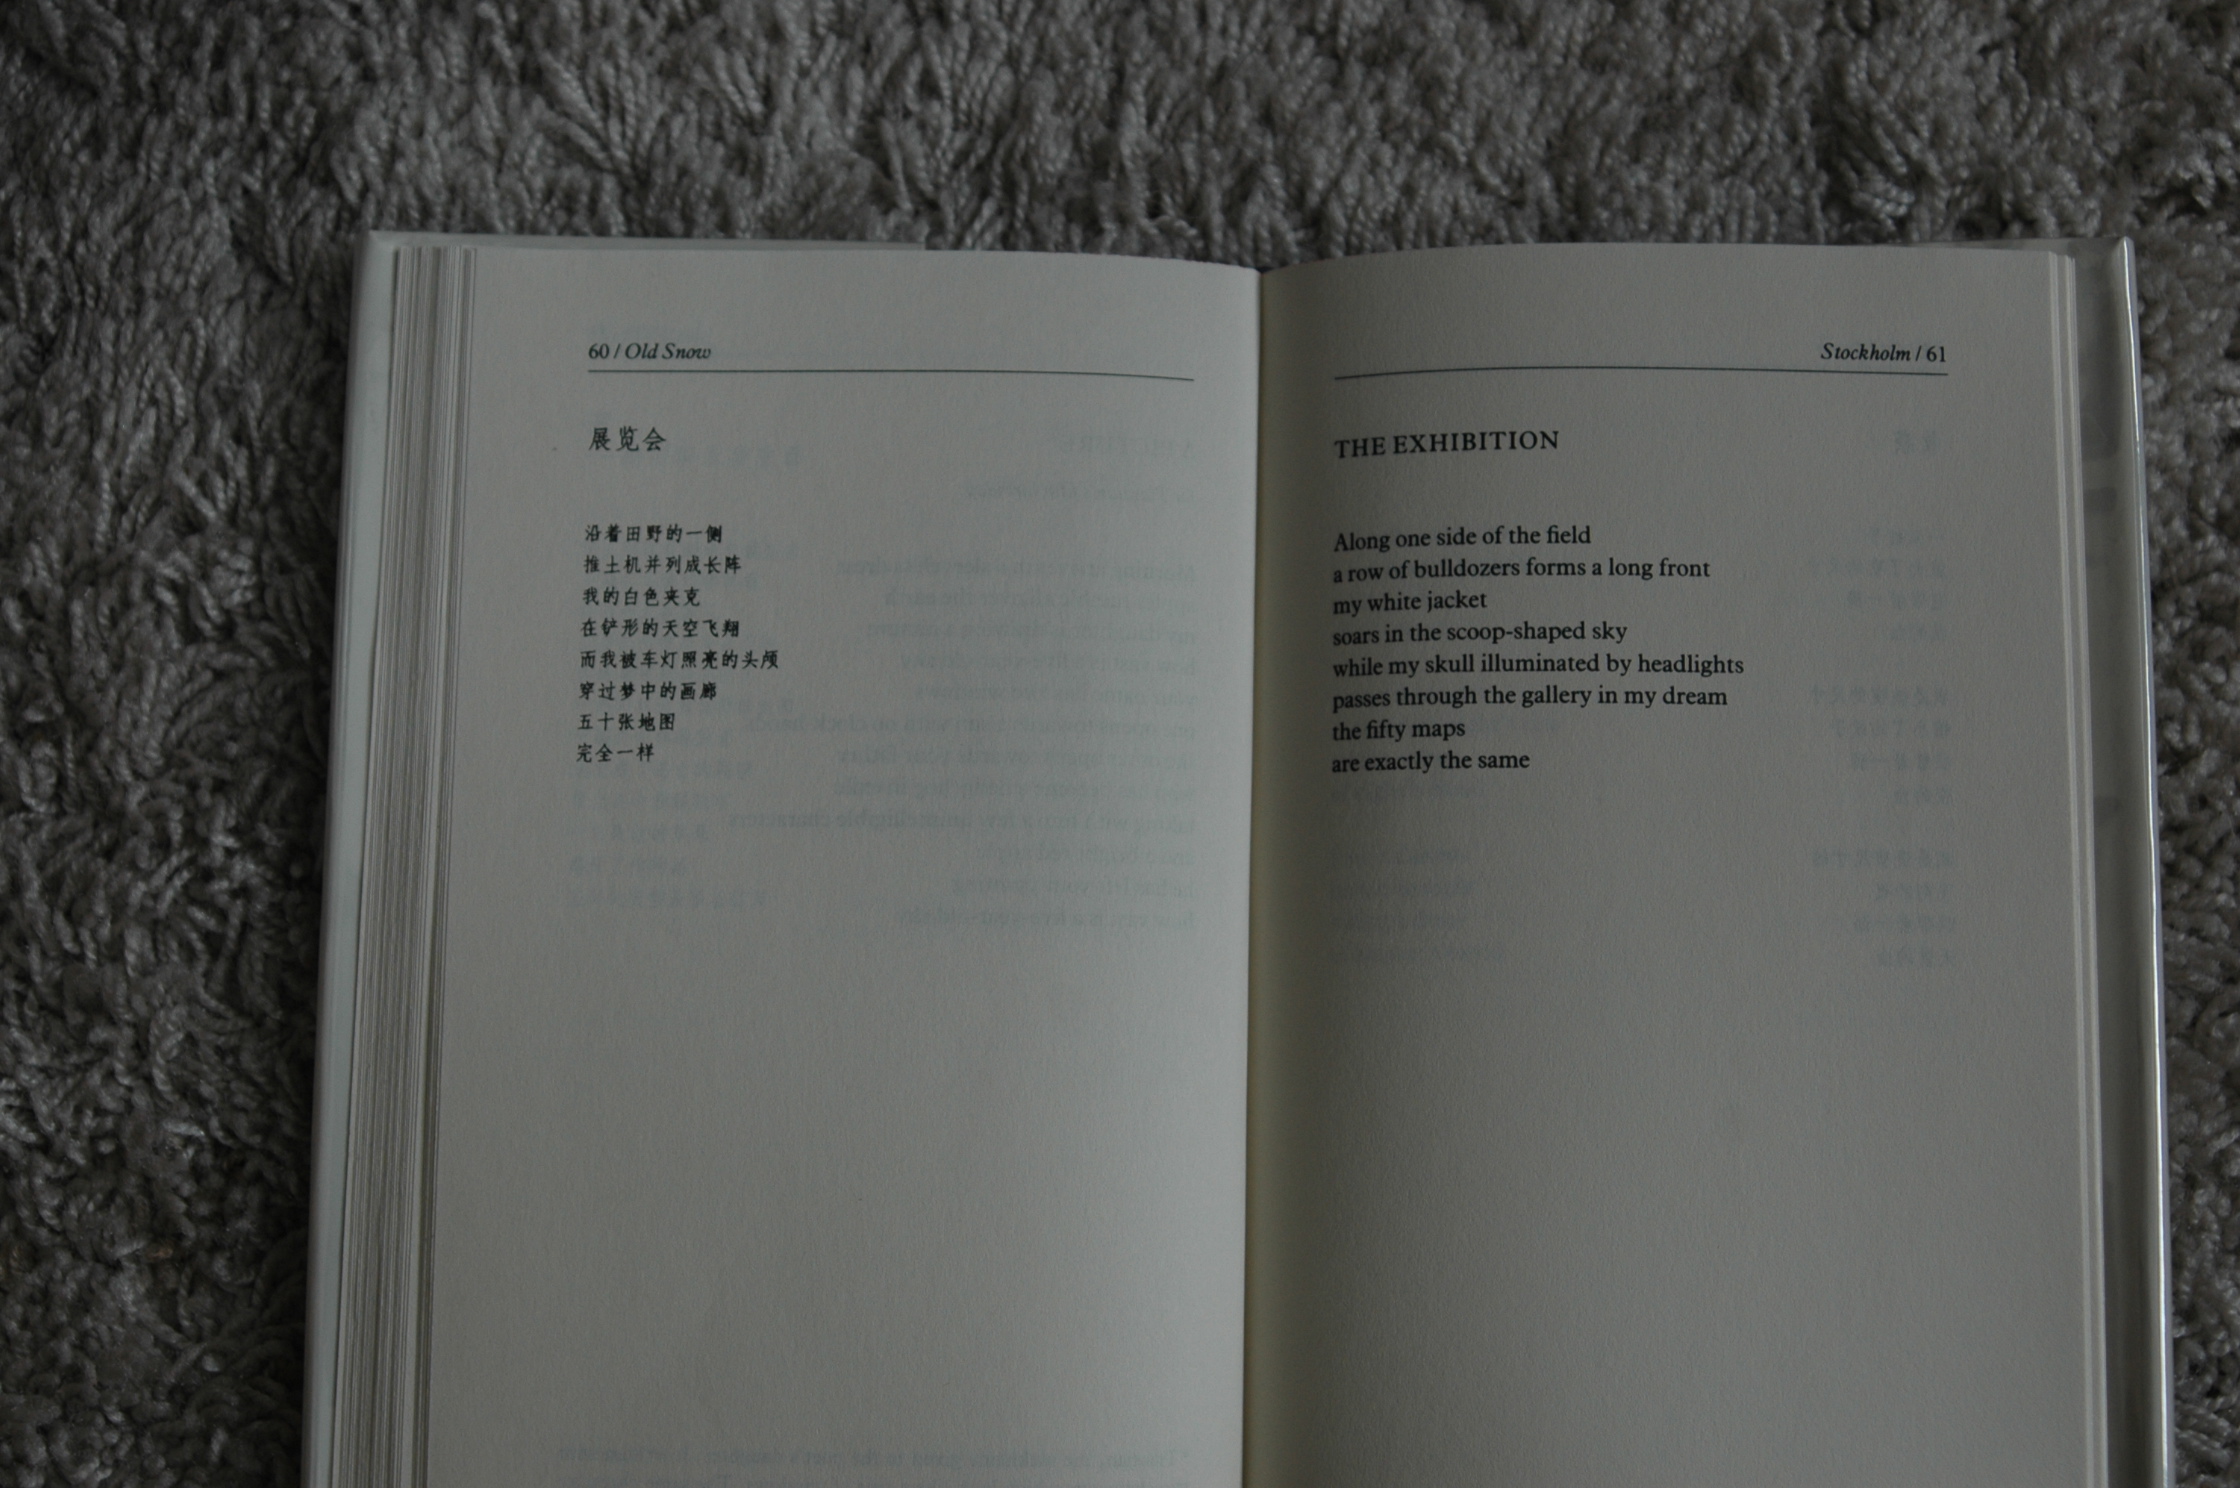 60 / Old Snow
展览会
沿着田野的一侧
推土机并列成长阵
我的白色夹克
在铲形的天空飞翔
而我被车灯照亮的头颅
穿过梦中的画廊
五十张地图
完全一样
Stockholm / 61
THE EXHIBITION
Along one side of the field
a row of bulldozers forms a long front
my white jacket
soars in the scoop-shaped sky
while my skull illuminated by headlights
passes through the gallery in my dream
the fifty maps
are exactly the same